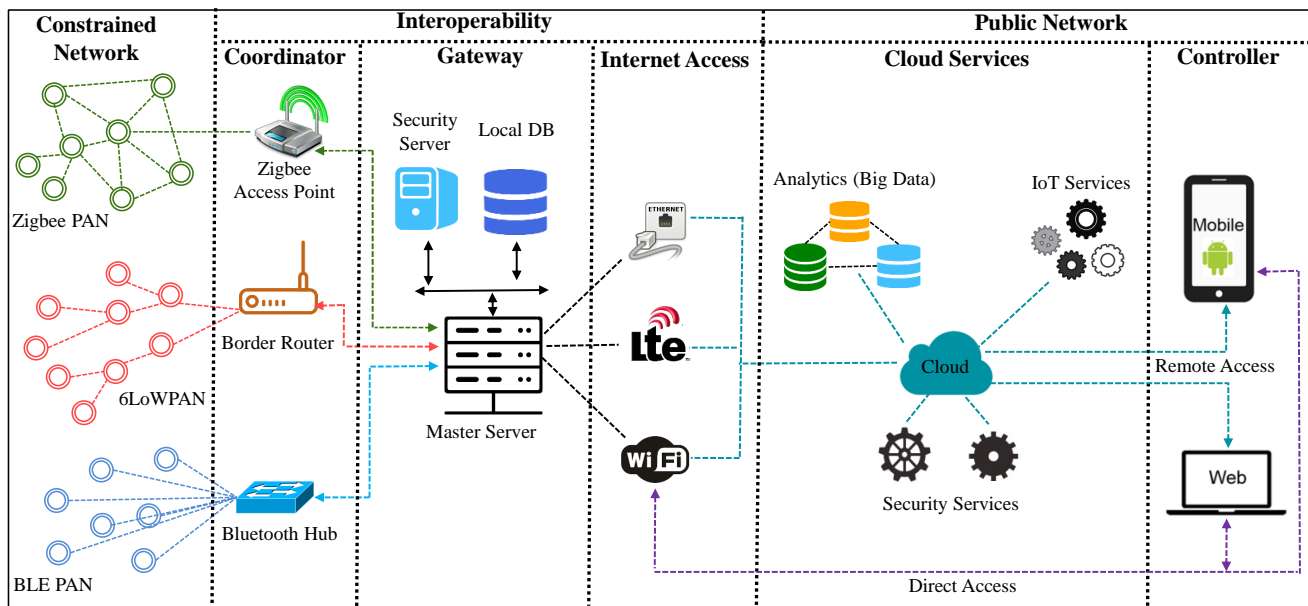 Constrained
Network
Interoperability
Public Network
Coordinator
Gateway
Internet Access
Cloud Services
Controller
Zigbee PAN
Zigbee
Access Point
Security
Server
Local DB
ETHERNET
Analytics (Big Data)
IoT Services
Mobile
6LoWPAN
Border Router
Master Server
Lte
Cloud
Remote Access
BLE PAN
Bluetooth Hub
Wi Fi
Security Services
Web
Direct Access